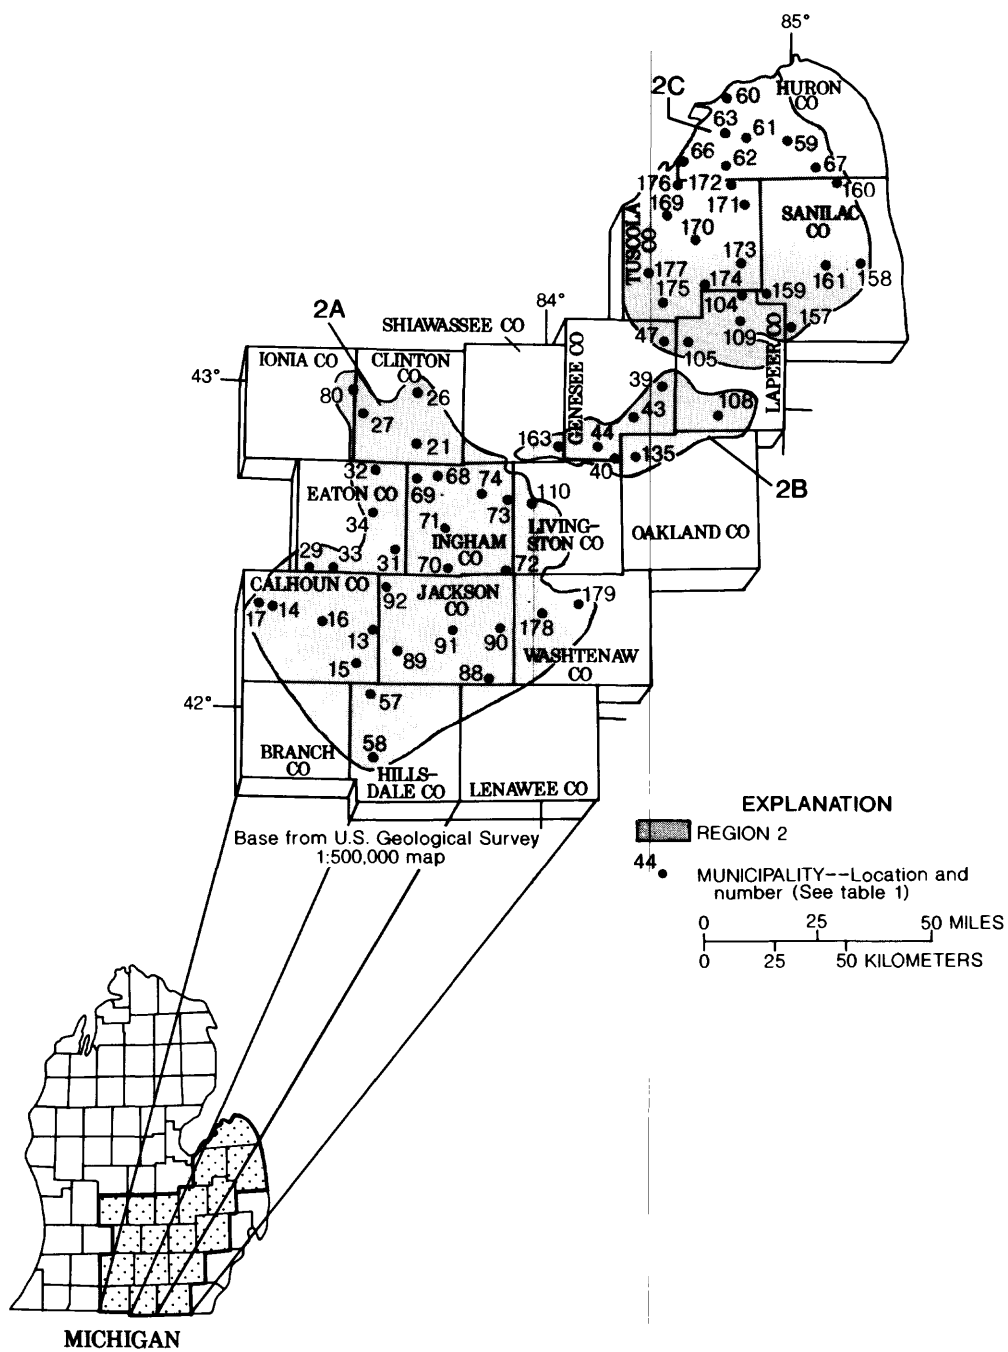 85°
2C
HURON
CO
60
63
61
59
66
62
67
176
172
160
169
171
TUSCOLA
CO
SANILAC
CO
170
173
177
174
161
158
175
104
159
157
109
47
105
LAPEER CO
84°
2A
SHIAWASSEE CO
GENESEE CO
IONIA CO
CLINTON
CO
43°
80
26
39
27
43
108
44
21
163
40
135
2B
32
68
74
110
EATON CO
69
73
34
71
LIVING-
STON CO
OAKLAND CO
INGHAM
CO
29
33
31
70
72
CALHOUN CO
92
JACKSON
CO
179
17
14
16
13
91
90
178
15
89
88
WASHTENAW
CO
42°
57
58
BRANCH
CO
HILLS-
DALE CO
LENAWEE CO
Base from U.S. Geological Survey
1:500,000 map
EXPLANATION
REGION 2
44
MUNICIPALITY--Location and
number (See table 1)
0 25 50 MILES
0 25 50 KILOMETERS
MICHIGAN